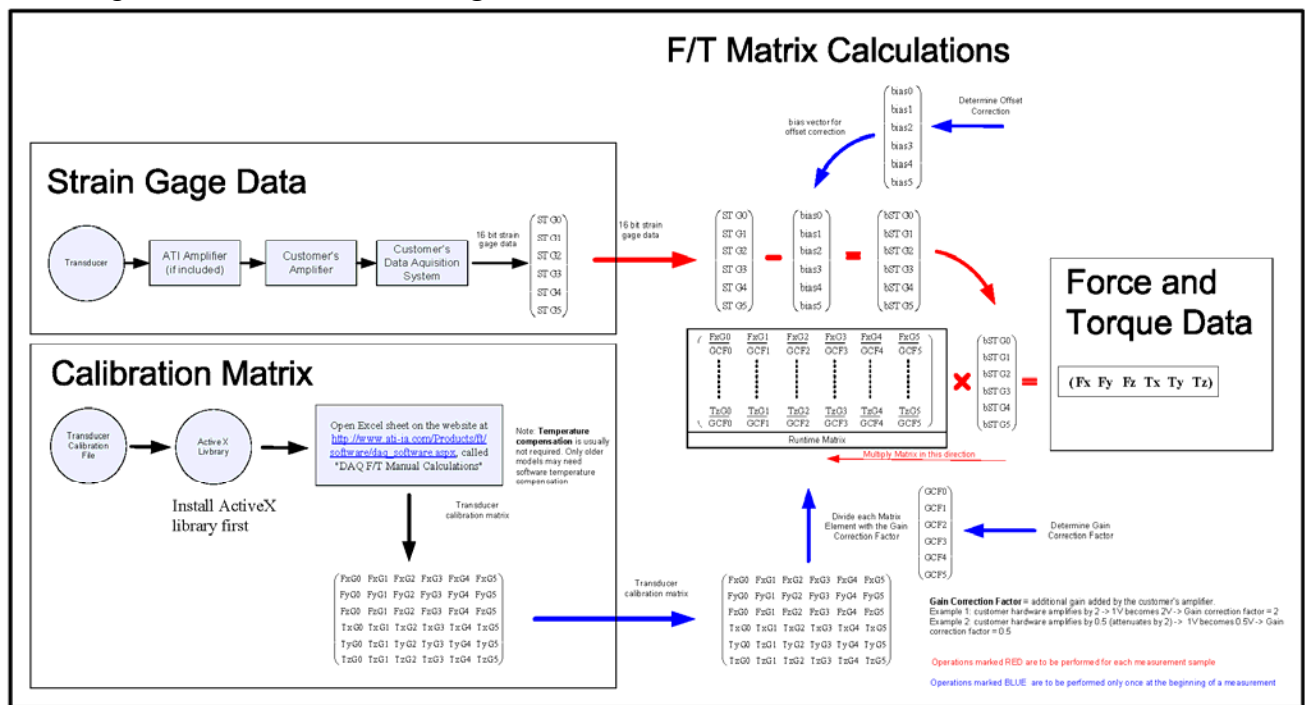 F/T Matrix Calculations
bias0
bias1
bias2
bias3
bias4
bias5
Determine Offset
Correction
bias vector for
offset correction
Strain Gage Data
Transducer
ATI Amplifier
(if included)
Customer's
Amplifier
Customer's
Data Aquisition
System
16 bit strain
gage data
STG0
STG1
STG2
STG3
STG4
STG5
16 bit strain
gage data
STG0
STG1
STG2
STG3
STG4
STG5
-
bias0
bias1
bias2
bias3
bias4
bias5
=
bSTG0
bSTG1
bSTG2
bSTG3
bSTG4
bSTG5
FxG0 FxG1 FxG2 FxG3 FxG4 FxG5
GCF0 GCF1 GCF2 GCF3 GCF4 GCF5
TzG0 TzG1 TzG2 TzG3 TzG4 TzG5
GCF0 GCF1 GCF2 GCF3 GCF4 GCF5
Runtime Matrix
×
bSTG0
bSTG1
bSTG2
bSTG3
bSTG4
bSTG5
=
Force and
Torque Data
(Fx Fy Fz Tx Ty Tz)
Multiply Matrix in this direction
Calibration Matrix
Transducer
Calibration
File
Active X
Livbrary
Install ActiveX
library first
Open Excel sheet on the website at
http://www.ati-ia.com/Products/ft/
software/daq_software.aspx, called
"DAQ F/T Manual Calculations"
Note: Temperature
compensation is usually
not required. Only older
models may need
software temperature
compensation
Transducer
calibration matrix
FxG0 FxG1 FxG2 FxG3 FxG4 FxG5
FyG0 FyG1 FyG2 FyG3 FyG4 FyG5
FzG0 FzG1 FzG2 FzG3 FzG4 FzG5
TxG0 TxG1 TxG2 TxG3 TxG4 TxG5
TyG0 TyG1 TyG2 TyG3 TyG4 TyG5
TzG0 TzG1 TzG2 TzG3 TzG4 TzG5
Transducer
calibration matrix
FxG0 FxG1 FxG2 FxG3 FxG4 FxG5
FyG0 FyG1 FyG2 FyG3 FyG4 FyG5
FzG0 FzG1 FzG2 FzG3 FzG4 FzG5
TxG0 TxG1 TxG2 TxG3 TxG4 TxG5
TyG0 TyG1 TyG2 TyG3 TyG4 TyG5
TzG0 TzG1 TzG2 TzG3 TzG4 TzG5
Divide each Matrix
Element with the Gain
Correction Factor
GCF0
GCF1
GCF2
GCF3
GCF4
GCF5
Determine Gain
Correction Factor
Gain Correction Factor = additional gain added by the customer's amplifier.
Example 1: customer hardware amplifies by 2 -> 1V becomes 2V -> Gain correction factor = 2
Example 2: customer hardware amplifies by 0.5 (attenuates by 2) -> 1V becomes 0.5V -> Gain
correction factor = 0.5
Operations marked RED are to be performed for each measurement sample
Operations marked BLUE are to be performed only once at the beginning of a measurement